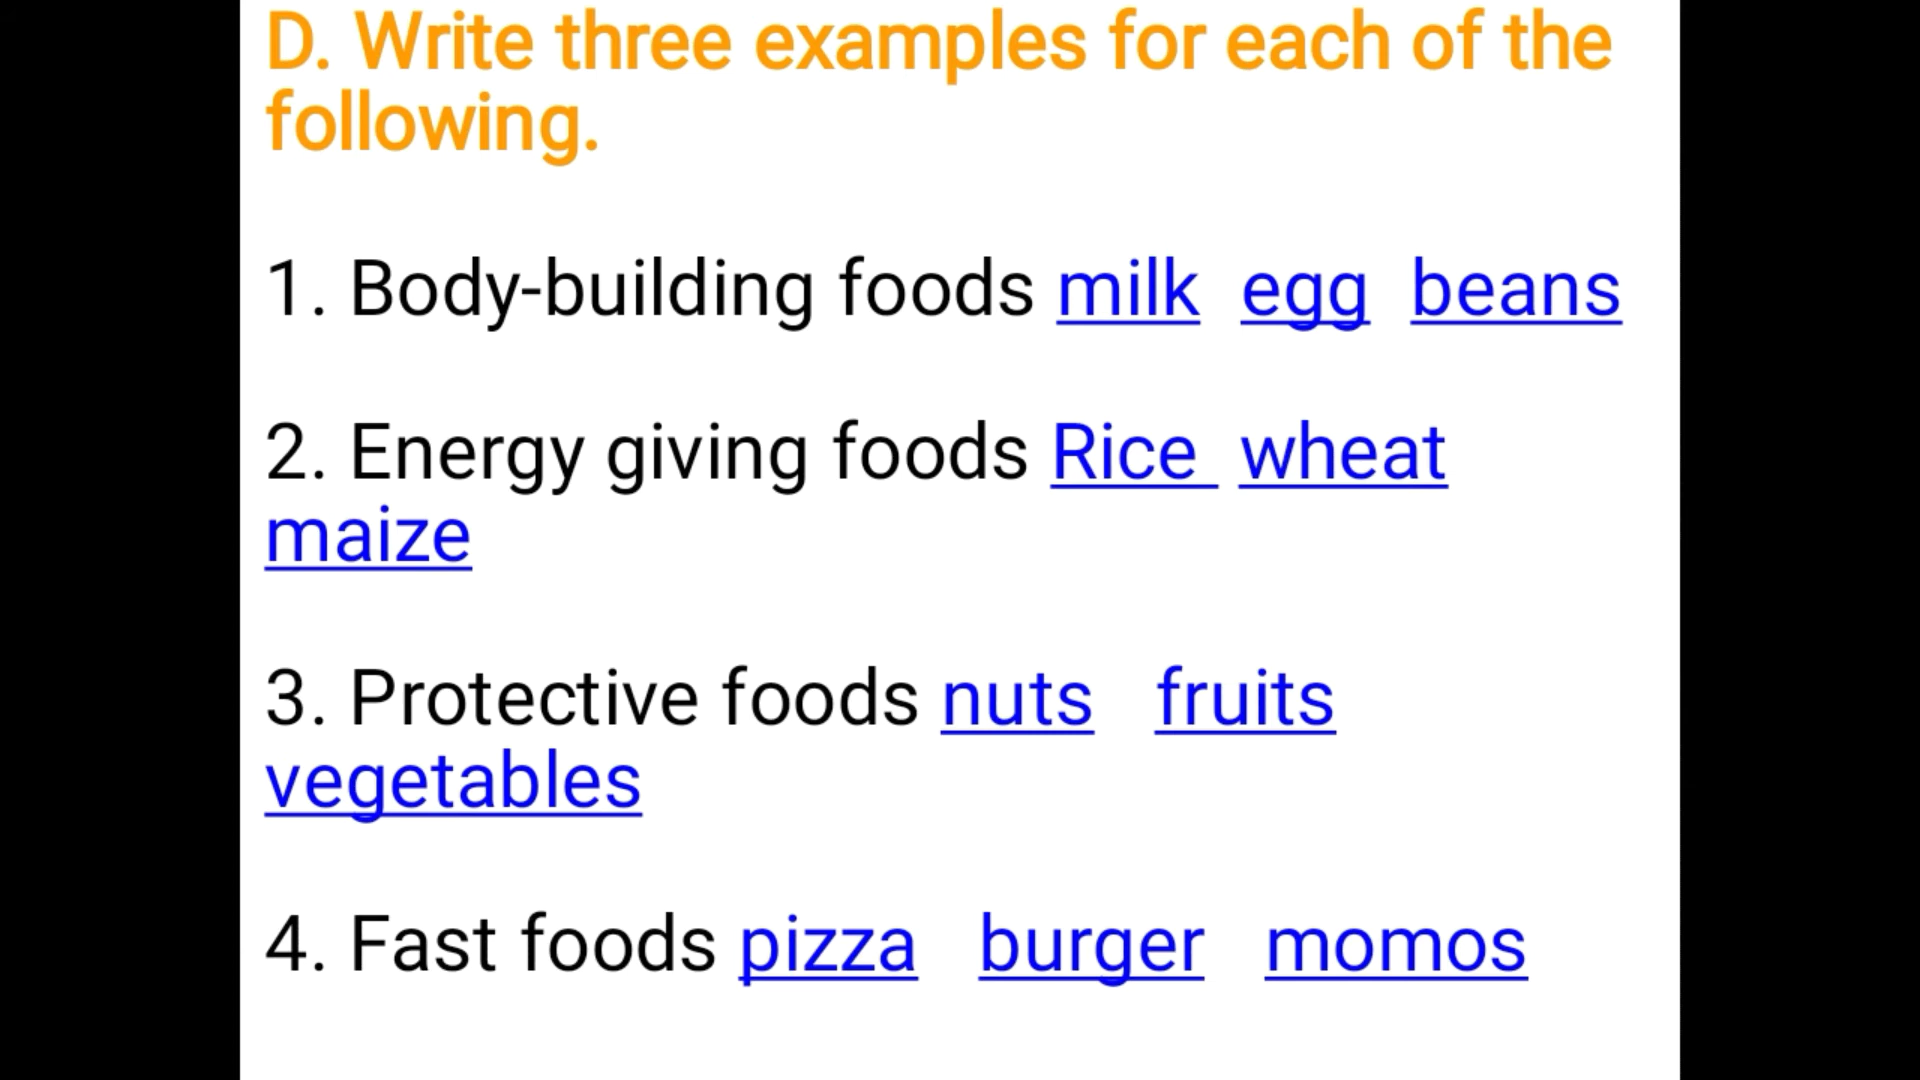 D. Write three examples for each of the
following.
1. Body-building foods milk egg beans
2. Energy giving foods Rice wheat
maize
3. Protective foods nuts fruits
vegetables
4. Fast foods pizza burger momos